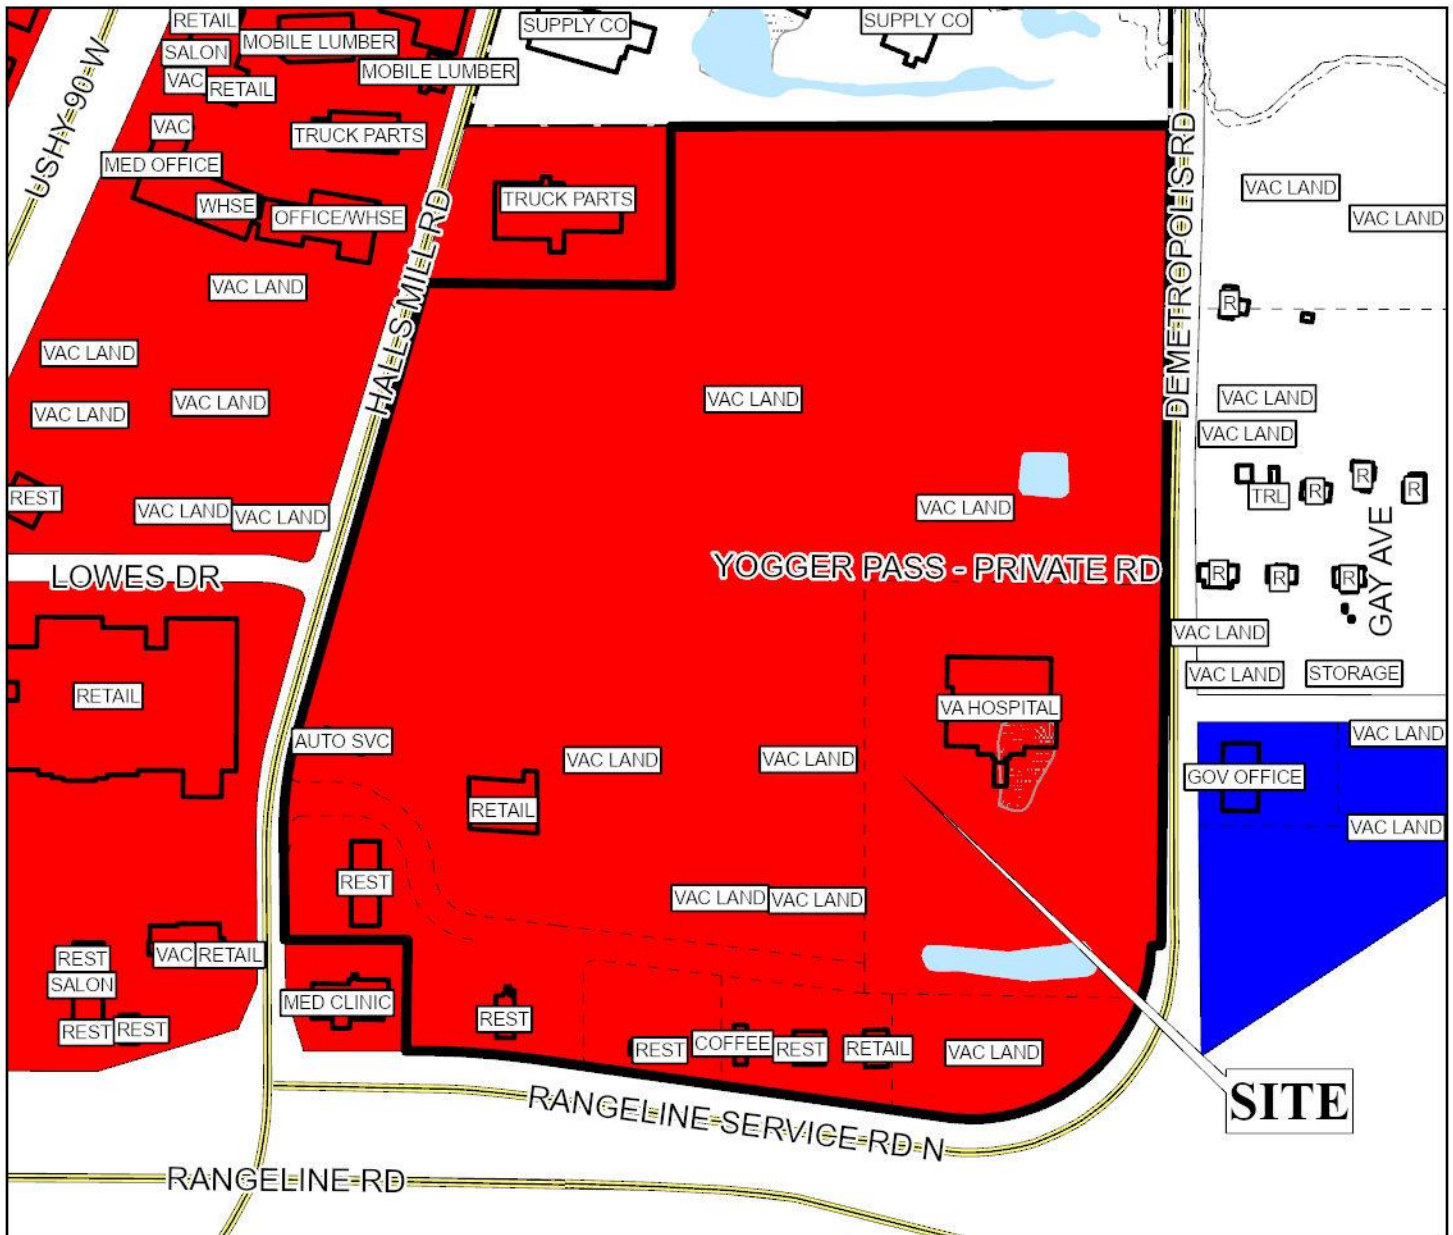 RETAIL
SUPPLY CO
SUPPLY CO
MOBILE LUMBER
SALON
MOBILE LUMBER
VAC
RETAIL
USHY 90 W
VAC
TRUCK PARTS
MED OFFICE
WHSE
OFFICE/WHSE
TRUCK PARTS
VAC LAND
VAC LAND
DEMETROPOLIS RD
HALLS MILL RD
VAC LAND
R
VAC LAND
VAC LAND
VAC LAND
VAC LAND
VAC LAND
VAC LAND
REST
VAC LAND
VAC LAND
VAC LAND
TRL
R
R
R
LOWES DR
YOGGER PASS - PRIVATE RD
R
R
R
GAY AVE
VAC LAND
VAC LAND
STORAGE
RETAIL
VA HOSPITAL
AUTO SVC
VAC LAND
VAC LAND
VAC LAND
GOV OFFICE
RETAIL
VAC LAND
REST
VAC LAND
VAC LAND
REST
VAC
RETAIL
SALON
MED CLINIC
REST
REST
REST
REST
COFFEE
REST
RETAIL
VAC LAND
SITE
RANGELINE SERVICE RD N
RANGELINE RD